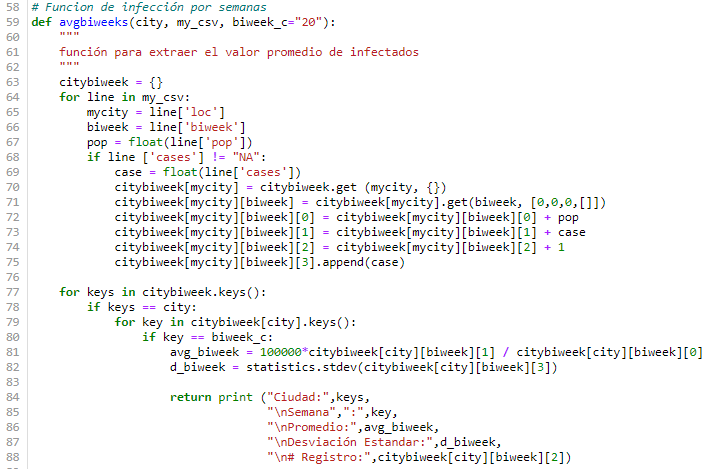 58 # Funcion de infección por semanas
59 def avgbiweeks(city, my_csv, biweek_c="20"):
60     """
61     función para extraer el valor promedio de infectados
62     """
63     citybiweek = {}
64     for line in my_csv:
65         mycity = line['loc']
66         biweek = line['biweek']
67         pop = float(line['pop'])
68         if line ['cases'] != "NA":
69             case = float(line['cases'])
70             citybiweek[mycity] = citybiweek.get (mycity, {})
71             citybiweek[mycity][biweek] = citybiweek[mycity].get(biweek, [0,0,0,[]])
72             citybiweek[mycity][biweek][0] = citybiweek[mycity][biweek][0] + pop
73             citybiweek[mycity][biweek][1] = citybiweek[mycity][biweek][1] + case
74             citybiweek[mycity][biweek][2] = citybiweek[mycity][biweek][2] + 1
75             citybiweek[mycity][biweek][3].append(case)
76
77     for keys in citybiweek.keys():
78         if keys == city:
79             for key in citybiweek[city].keys():
80                 if key == biweek_c:
81                     avg_biweek = 100000*citybiweek[city][biweek][1] / citybiweek[city][biweek][0]
82                     d_biweek = statistics.stdev(citybiweek[city][biweek][3])
83
84                     return print ("Ciudad:",keys,
85                                   "\nSemana",":",key,
86                                   "\nPromedio:",avg_biweek,
87                                   "\nDesviación Estandar:",d_biweek,
88                                   "\n# Registro:",citybiweek[city][biweek][2])